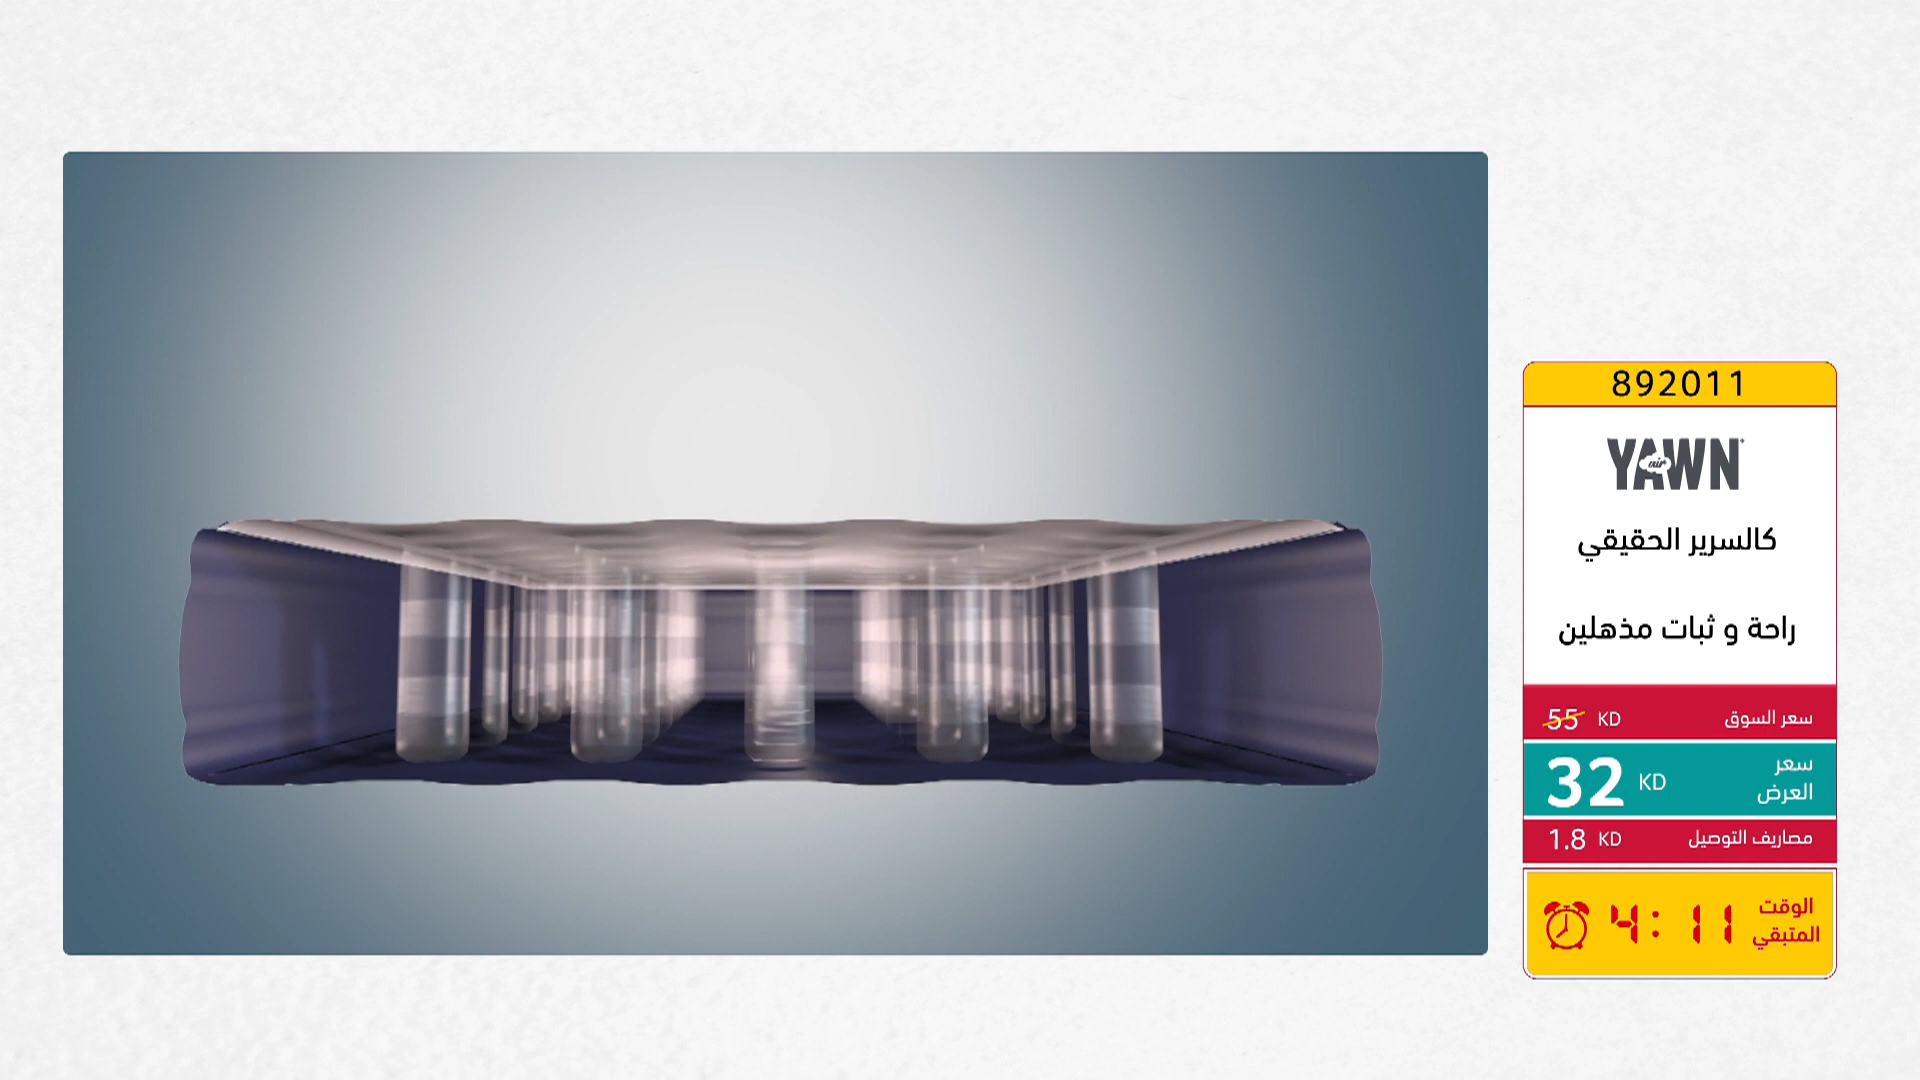 892011
YAWN
air
كالسرير الحقيقي
راحة و ثبات مذهلين
سعر السوق 55 KD
سعر
العرض
32 KD
مصاريف التوصيل 1.8 KD
الوقت
المتبقي
4:11